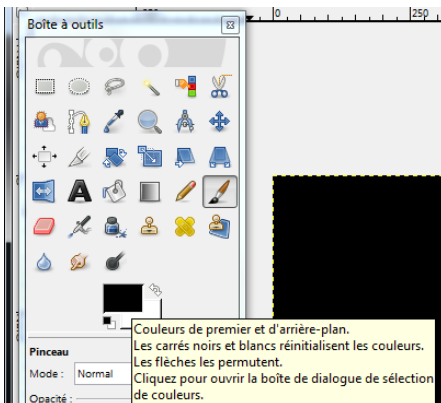 Boîte à outils
0
250
Couleurs de premier et d'arrière-plan.
Les carrés noirs et blancs réinitialisent les couleurs.
Les flèches les permutent.
Cliquez pour ouvrir la boîte de dialogue de sélection
de couleurs.
Pinceau
Mode : Normal
Opacité :